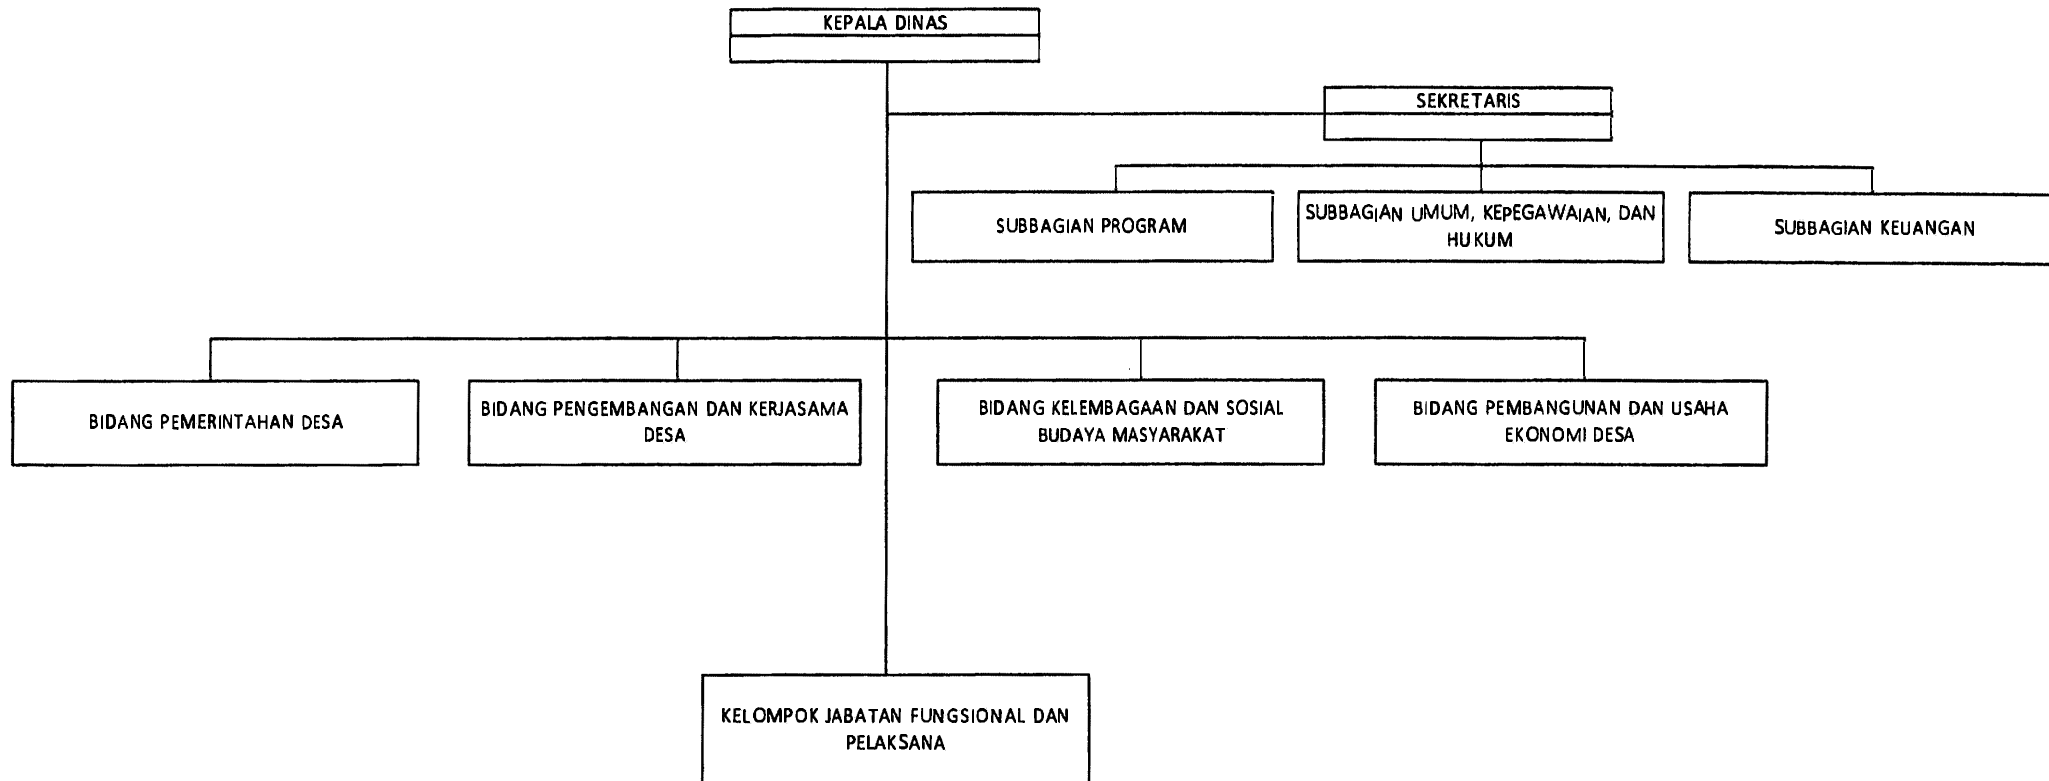 KEPALA DINAS
SEKRETARIS
SUBBAGIAN PROGRAM
SUBBAGIAN UMUM, KEPEGAWAIAN, DAN
HUKUM
SUBBAGIAN KEUANGAN
BIDANG PEMERINTAHAN DESA
BIDANG PENGEMBANGAN DAN KERJASAMA
DESA
BIDANG KELEMBAGAAN DAN SOSIAL
BUDAYA MASYARAKAT
BIDANG PEMBANGUNAN DAN USAHA
EKONOMI DESA
KELOMPOK JABATAN FUNGSIONAL DAN
PELAKSANA